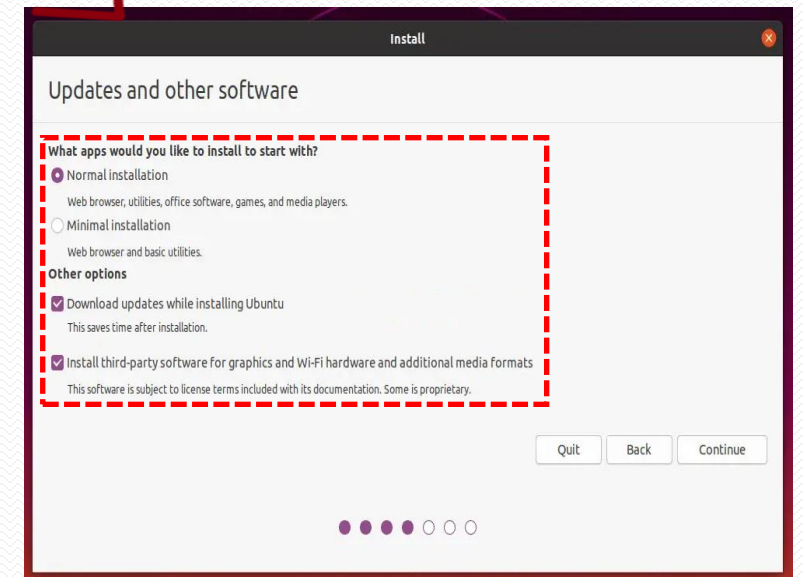 Install
Updates and other software
What apps would you like to install to start with?
Normal installation
Web browser, utilities, office software, games, and media players.
Minimal installation
Web browser and basic utilities.
Other options
Download updates while installing Ubuntu
This saves time after installation.
Install third-party software for graphics and Wi-Fi hardware and additional media formats
This software is subject to license terms included with its documentation. Some is proprietary.
Quit Back Continue